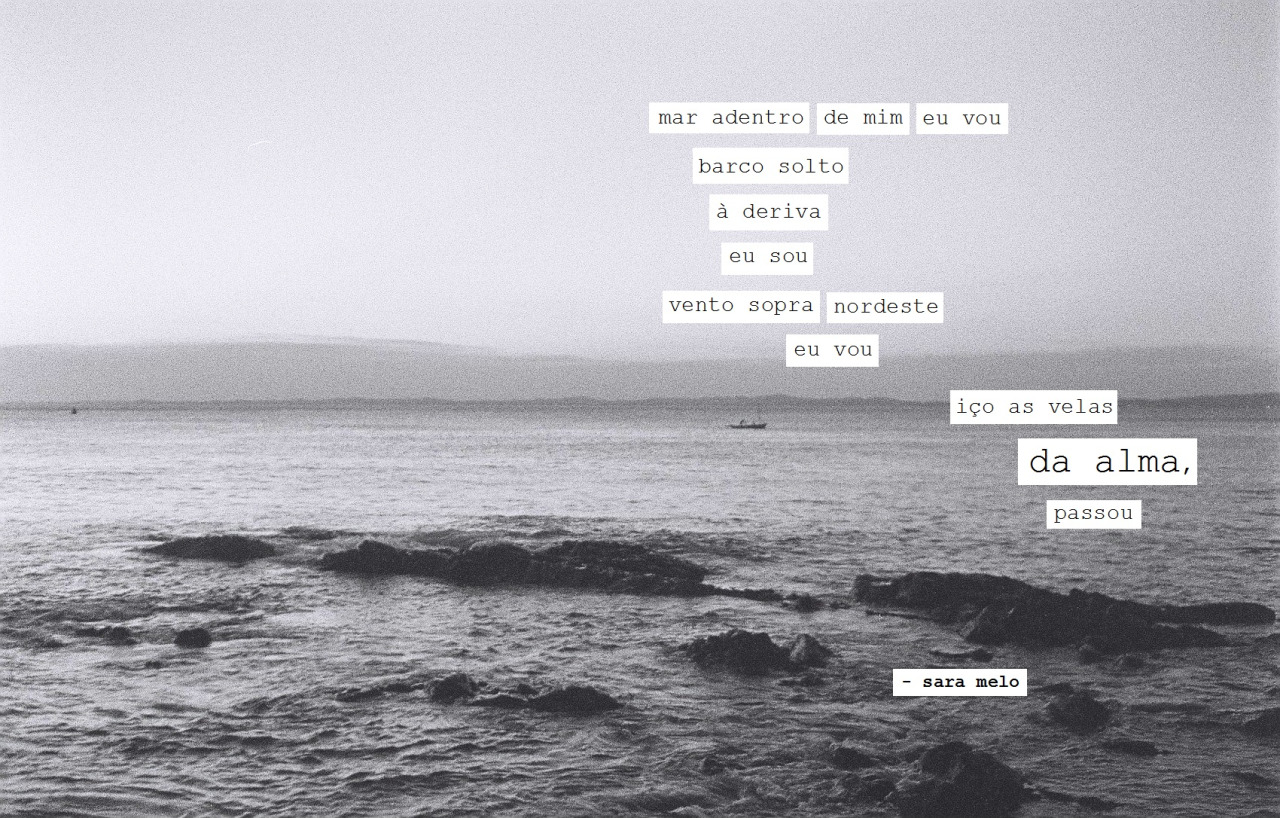 mar adentro de mim eu vou
barco solto
à deriva
eu sou
vento sopra nordeste
eu vou
iço as velas
da alma,
passou
- sara melo